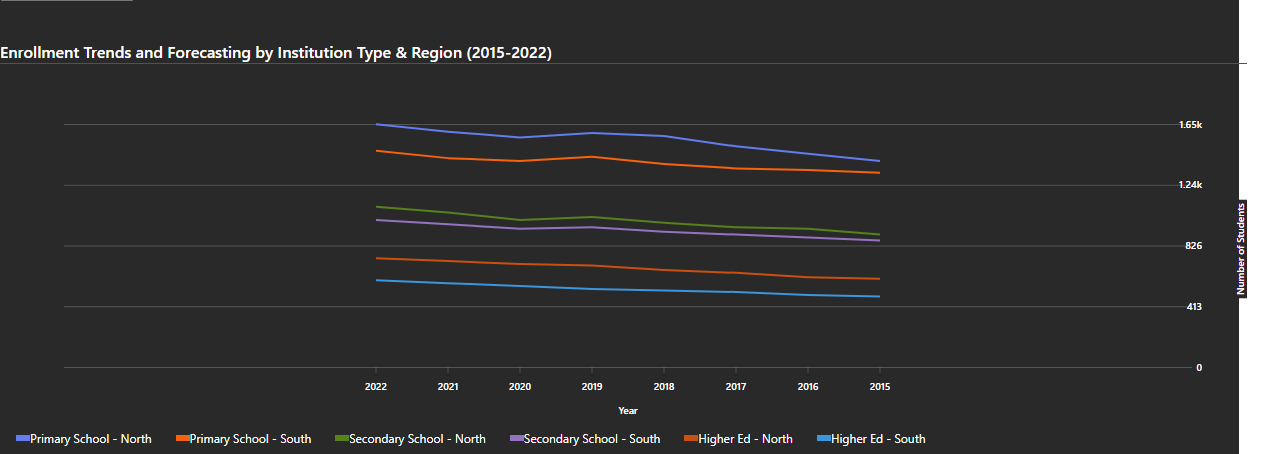 Enrollment Trends and Forecasting by Institution Type & Region (2015-2022)
1.65k
1.24k
826
413
0
Number of Students
2022 2021 2020 2019 2018 2017 2016 2015
Year
Primary School - North Primary School - South Secondary School - North Secondary School - South Higher Ed - North Higher Ed - South